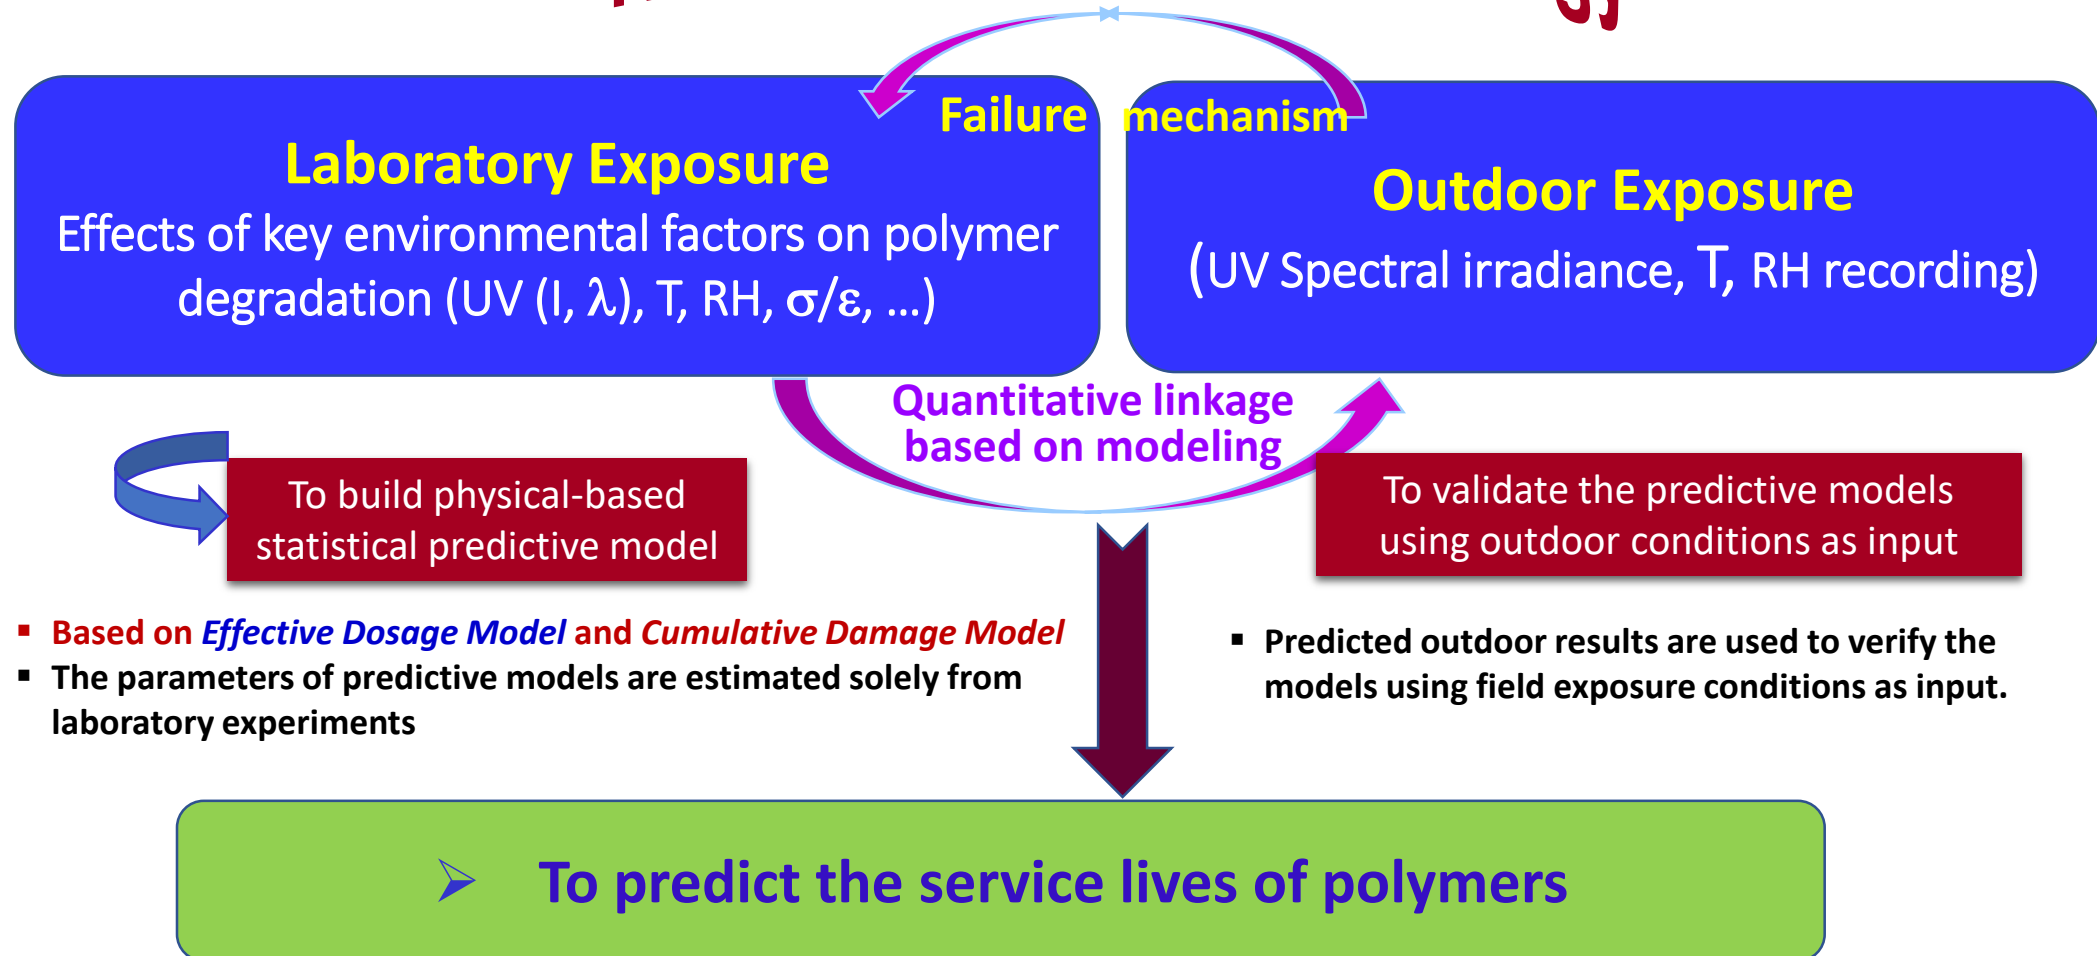 Failure mechanism
Laboratory Exposure
Effects of key environmental factors on polymer
degradation (UV (I, λ), T, RH, σ/ε, ...)
Outdoor Exposure
(UV Spectral irradiance, T, RH recording)
Quantitative linkage
based on modeling
To build physical-based
statistical predictive model
To validate the predictive models
using outdoor conditions as input
▪ Based on Effective Dosage Model and Cumulative Damage Model
▪ The parameters of predictive models are estimated solely from
laboratory experiments
▪ Predicted outdoor results are used to verify the
models using field exposure conditions as input.
➢ To predict the service lives of polymers